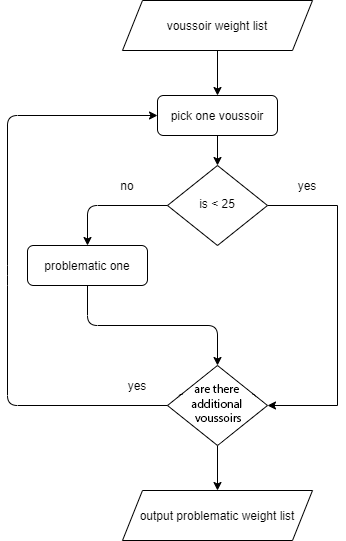 voussoir weight list
pick one voussoir
is < 25
no
yes
problematic one
are there
additional
voussoirs
yes
output problematic weight list